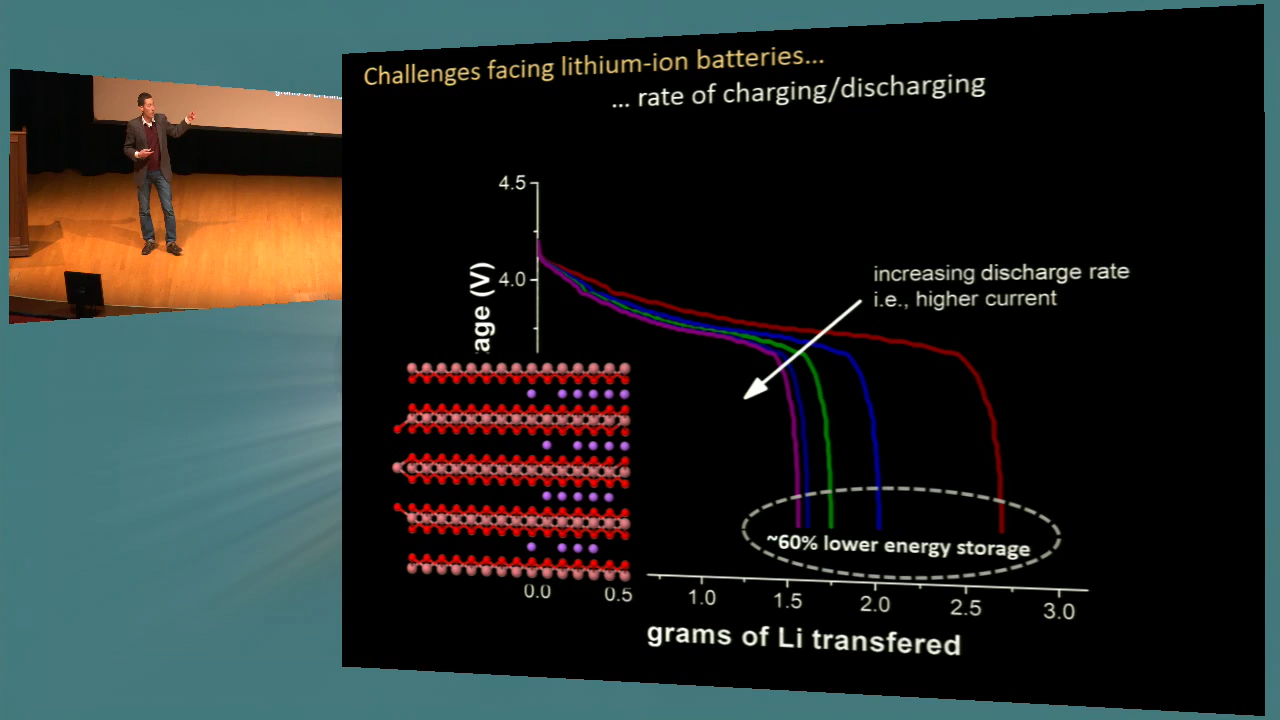 Challenges facing lithium-ion batteries...
... rate of charging/discharging
4.5
4.0
age (V)
increasing discharge rate
i.e., higher current
~60% lower energy storage
0.0 0.5 1.0 1.5 2.0 2.5 3.0
grams of Li transfered